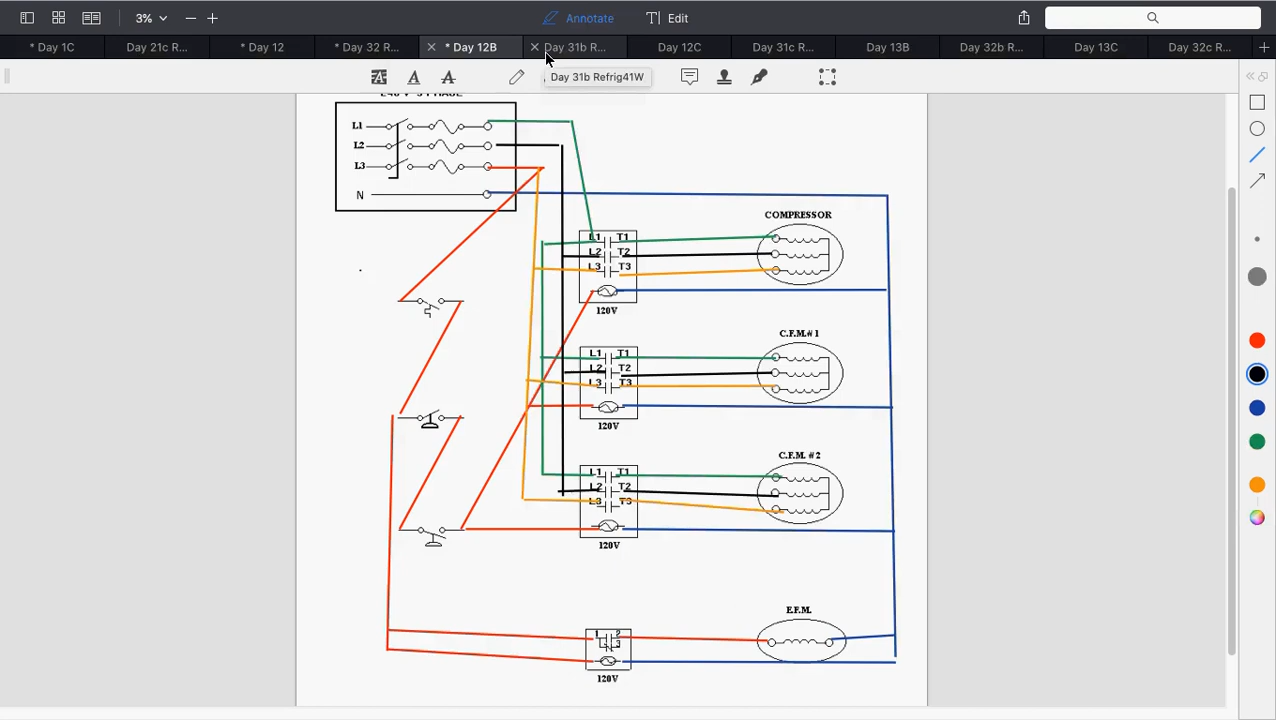 3%
Annotate
Edit
* Day 1C
Day 21c R...
* Day 12
* Day 32 R...
* Day 12B
Day 31b R...
Day 12C
Day 31c R...
Day 13B
Day 32b R...
Day 13C
Day 32c R...
Day 31b Refrig41W
L1
L2
L3
N
COMPRESSOR
L1 T1
L2 T2
L3 T3
120V
C.F.M.# 1
L1 T1
L2 T2
L3 T3
120V
C.F.M. # 2
L1 T1
L2 T2
L3 T3
120V
E.F.M.
1 2
3
120V